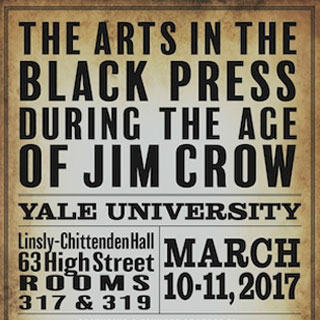 THE ARTS IN THE
BLACK PRESS
DURING THE AGE
OF JIM CROW
YALE UNIVERSITY
Linsly-Chittenden Hall
63 High Street
ROOMS
317 & 319
MARCH
10-11, 2017